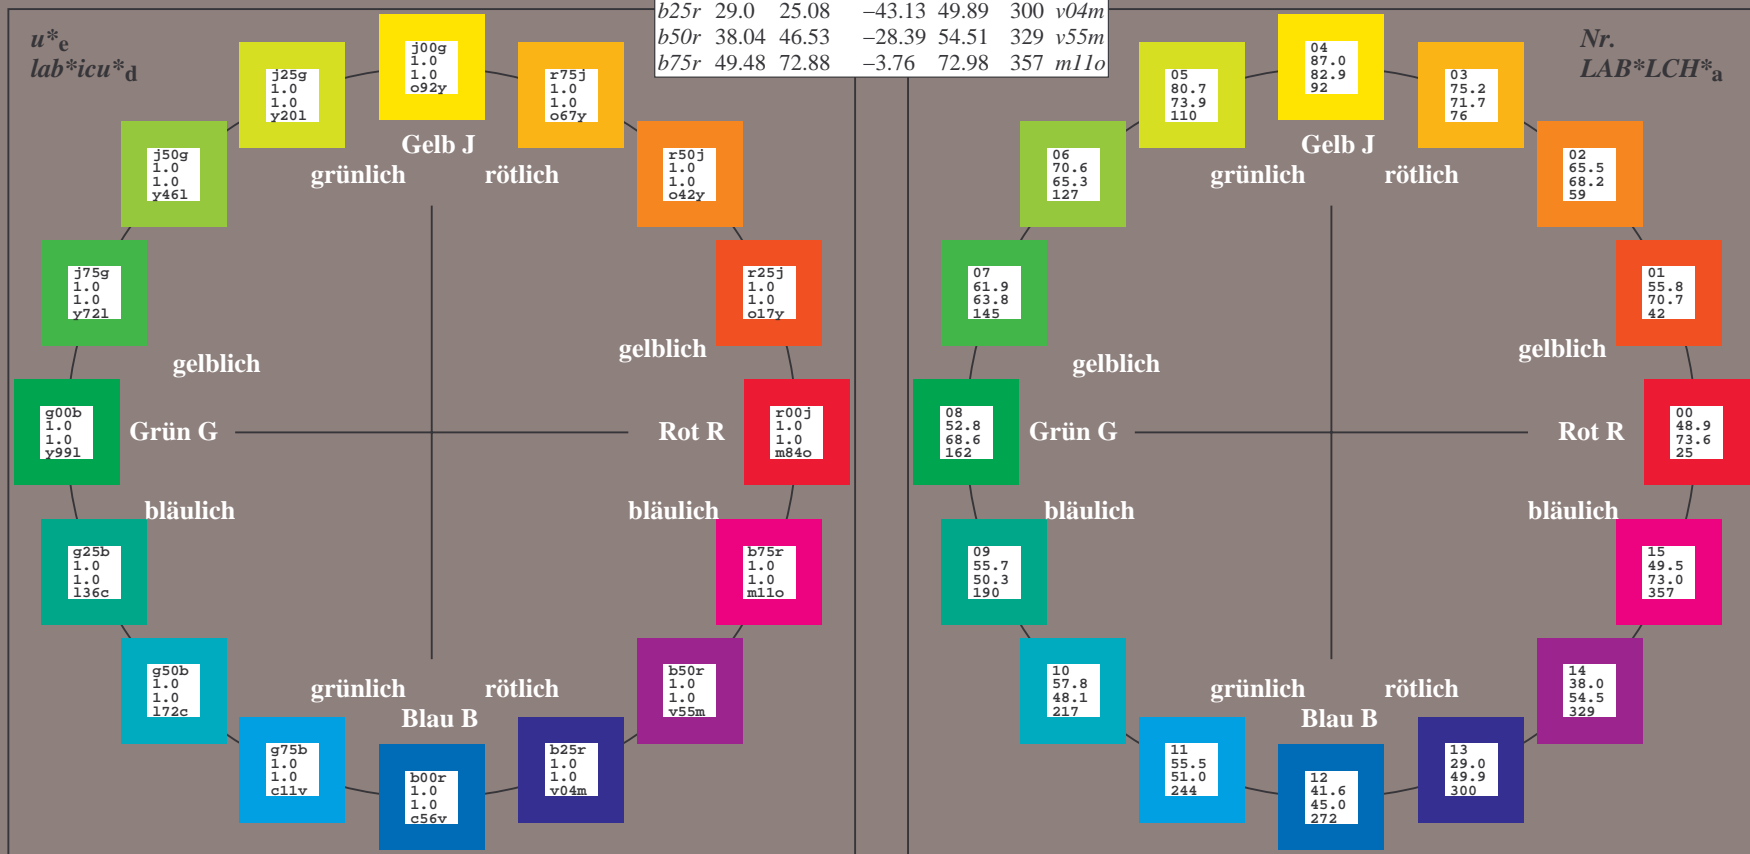 b25r 29.0 25.08 −43.13 49.89 300 v04m
b50r 38.04 46.53 −28.39 54.51 329 v55m
b75r 49.48 72.88 −3.76 72.98 357 m11o
u*e
lab*icu*d
j00g
1.0
1.0
o92y
j25g
1.0
1.0
y20l
r75j
1.0
1.0
o67y
Gelb J
grünlich rötlich
j50g
1.0
1.0
y46l
r50j
1.0
1.0
o42y
j75g
1.0
1.0
y72l
r25j
1.0
1.0
o17y
gelblich
gelblich
g00b
1.0
1.0
y99l
Grün G
Rot R
r00j
1.0
1.0
m84o
bläulich
bläulich
g25b
1.0
1.0
l36c
b75r
1.0
1.0
m11o
g50b
1.0
1.0
l72c
b50r
1.0
1.0
v55m
grünlich rötlich
Blau B
g75b
1.0
1.0
c11v
b00r
1.0
1.0
c56v
b25r
1.0
1.0
v04m
Nr.
LAB*LCH*a
04
87.0
82.9
92
05
80.7
73.9
110
03
75.2
71.7
76
Gelb J
grünlich rötlich
06
70.6
65.3
127
02
65.5
68.2
59
07
61.9
63.8
145
01
55.8
70.7
42
gelblich
gelblich
08
52.8
68.6
162
Grün G
Rot R
00
48.9
73.6
25
bläulich
bläulich
09
55.7
50.3
190
15
49.5
73.0
357
10
57.8
48.1
217
14
38.0
54.5
329
grünlich rötlich
Blau B
11
55.5
51.0
244
12
41.6
45.0
272
13
29.0
49.9
300